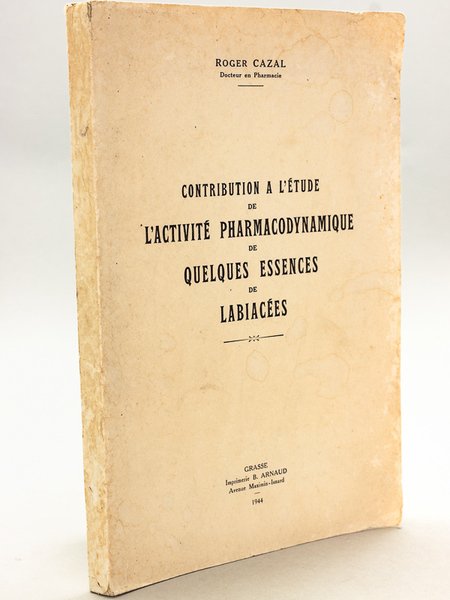 ROGER CAZAL
Docteur en Pharmacie
CONTRIBUTION A L'ÉTUDE
DE
L'ACTIVITÉ PHARMACODYNAMIQUE
DE
QUELQUES ESSENCES
DE
LABIACÉES
GRASSE
Imprimerie B. ARNAUD
Avenue Maximin-Isnard
1944